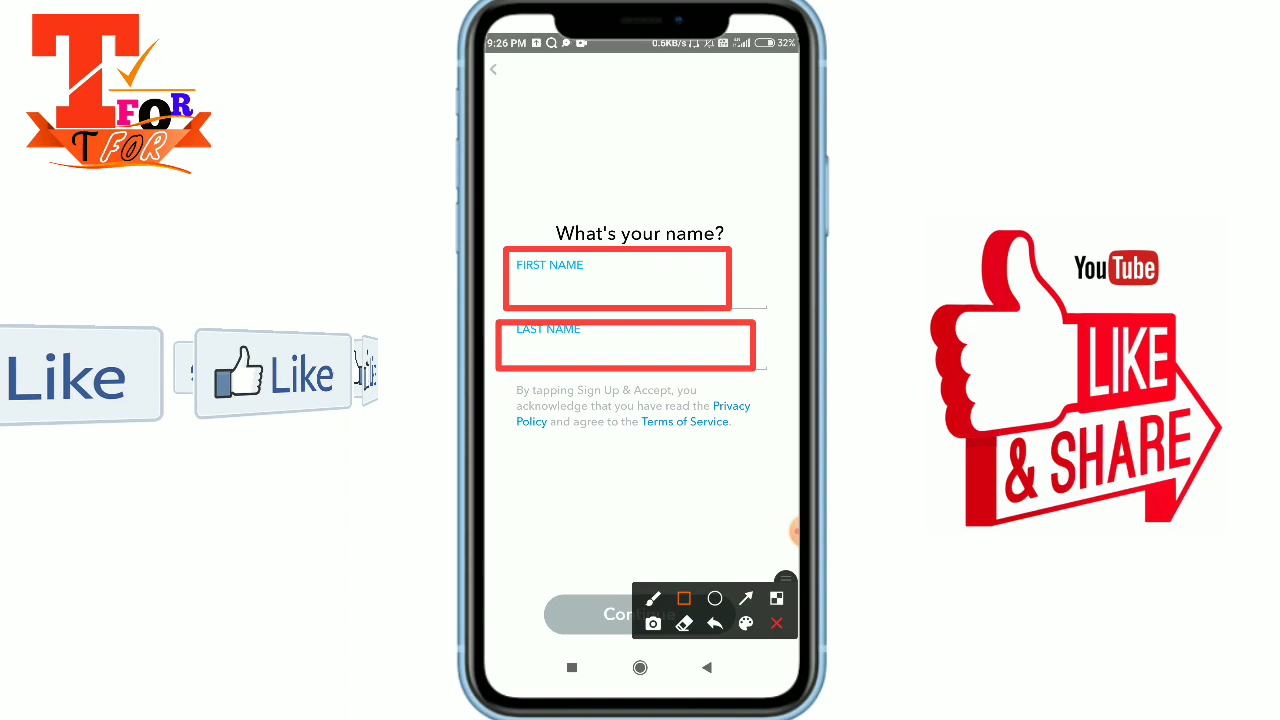 T
FOR
T FOR
9:26 PM
0.6KB/s
32%
What's your name?
FIRST NAME
LAST NAME
By tapping Sign Up & Accept, you
acknowledge that you have read the Privacy
Policy and agree to the Terms of Service.
Continue
Like
Like
YouTube
LIKE
& SHARE